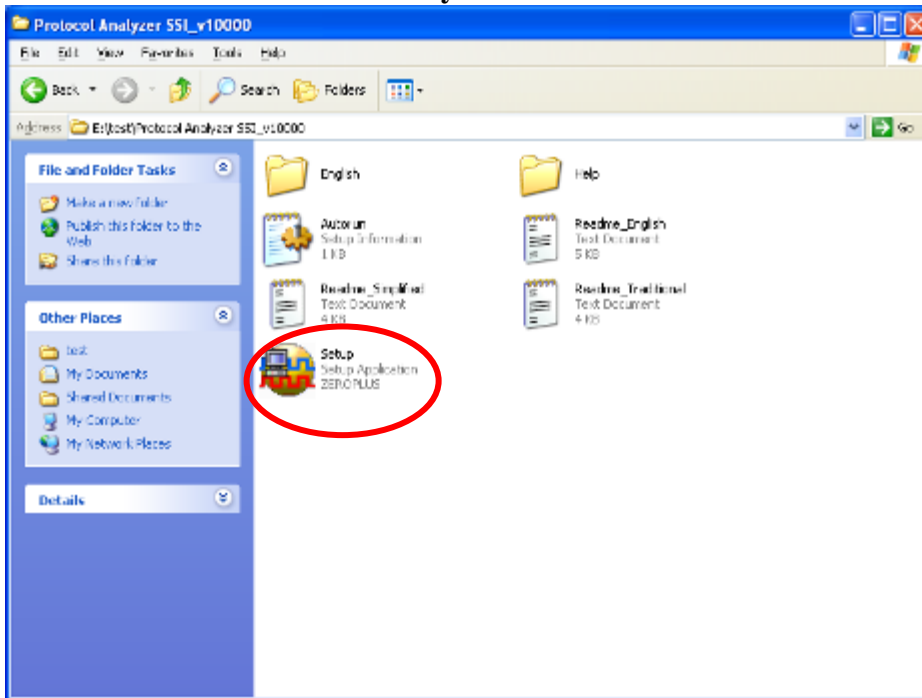 Protocol Analyzer SSI_v10000
File Edit View Favorites Tools Help
Back Search Folders
Address E:\test\Protocol Analyzer SSI_v10000 Go
File and Folder Tasks
Make a new folder
Publish this folder to the
Web
Share this folder
Other Places
test
My Documents
Shared Documents
My Computer
My Network Places
Details
English
Help
Autorun
Setup Information
1 KB
Readme_English
Text Document
5 KB
Readme_Simplified
Text Document
4 KB
Readme_Traditional
Text Document
4 KB
Setup
Setup Application
ZEROPLUS